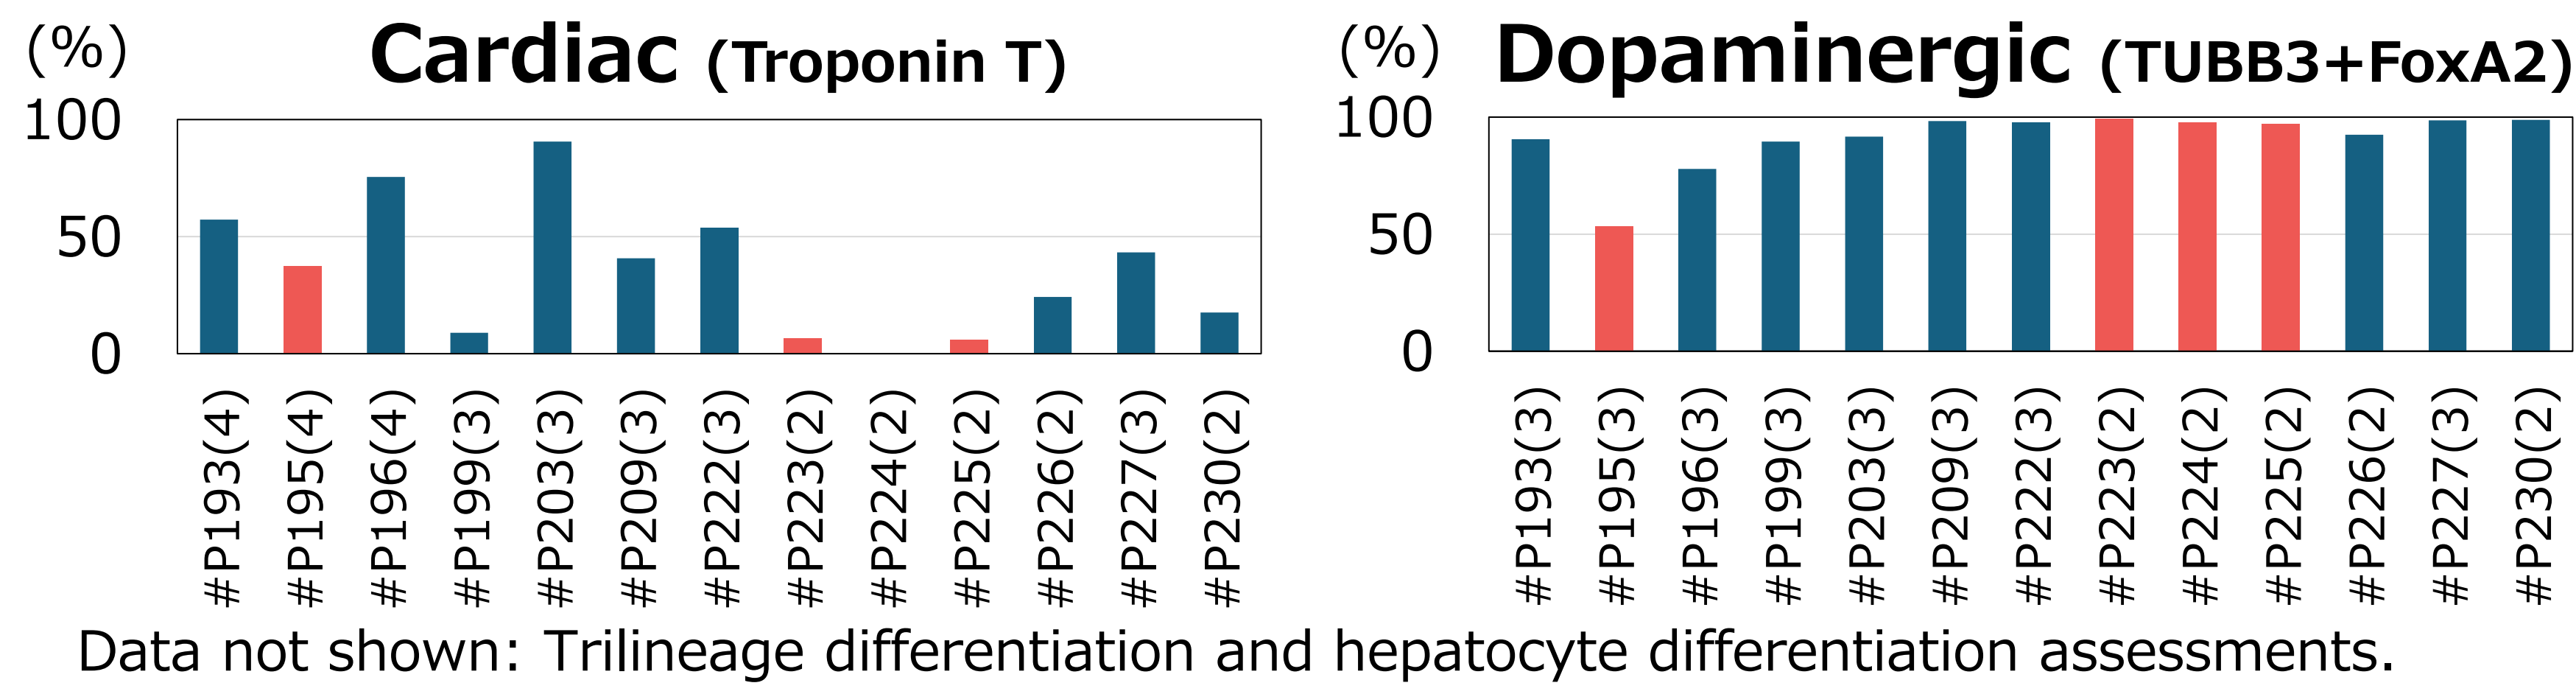 (%) Cardiac (Troponin T)
100
50
0
#P193(4) #P195(4) #P196(4) #P199(3) #P203(3) #P209(3) #P222(3) #P223(2) #P224(2) #P225(2) #P226(2) #P227(3) #P230(2)
(%) Dopaminergic (TUBB3+FoxA2)
100
50
0
#P193(3) #P195(3) #P196(3) #P199(3) #P203(3) #P209(3) #P222(3) #P223(2) #P224(2) #P225(2) #P226(2) #P227(3) #P230(2)
Data not shown: Trilineage differentiation and hepatocyte differentiation assessments.